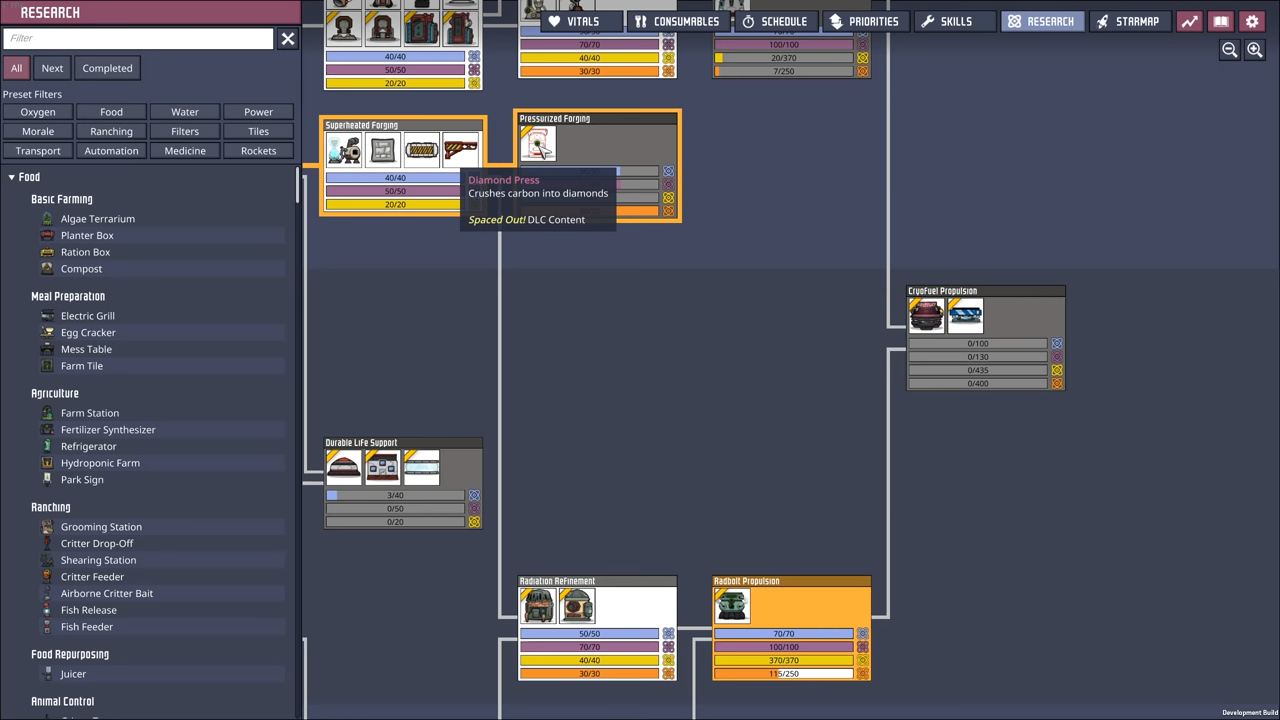 RESEARCH
VITALS
CONSUMABLES
SCHEDULE
PRIORITIES
SKILLS
RESEARCH
STARMAP
Filter
All
Next
Completed
Preset Filters
Oxygen
Food
Water
Power
Morale
Ranching
Filters
Tiles
Transport
Automation
Medicine
Rockets
Food
Basic Farming
Algae Terrarium
Planter Box
Ration Box
Compost
Meal Preparation
Electric Grill
Egg Cracker
Mess Table
Farm Tile
Agriculture
Farm Station
Fertilizer Synthesizer
Refrigerator
Hydroponic Farm
Park Sign
Ranching
Grooming Station
Critter Drop-Off
Shearing Station
Critter Feeder
Airborne Critter Bait
Fish Release
Fish Feeder
Food Repurposing
Juicer
Animal Control
40/40
50/50
20/20
70/70
40/40
30/30
100/100
20/370
7/250
Superheated Forging
40/40
50/50
20/20
Pressurized Forging
Diamond Press
Crushes carbon into diamonds
Spaced Out! DLC Content
CryoFuel Propulsion
0/100
0/130
0/435
0/400
Durable Life Support
3/40
0/50
0/20
Radiation Refinement
50/50
70/70
40/40
30/30
Radbolt Propulsion
70/70
100/100
370/370
115/250
Development Build